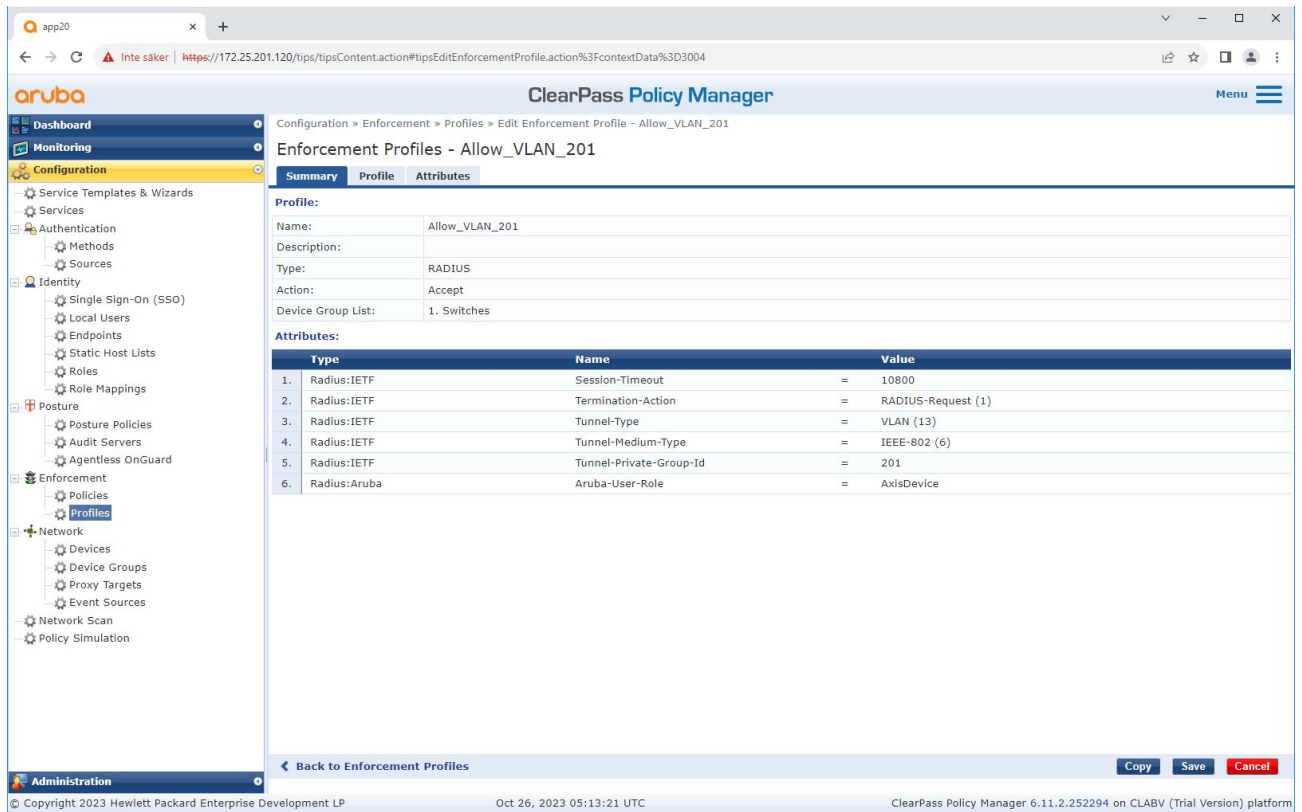 app20
Inte säker https://172.25.201.120/tips/tipsContent.action#tipsEditEnforcementProfile.action%3FcontextData%3D3004
aruba
ClearPass Policy Manager
Menu
Dashboard
Monitoring
Configuration
Service Templates & Wizards
Services
Authentication
Methods
Sources
Identity
Single Sign-On (SSO)
Local Users
Endpoints
Static Host Lists
Roles
Role Mappings
Posture
Posture Policies
Audit Servers
Agentless OnGuard
Enforcement
Policies
Profiles
Network
Devices
Device Groups
Proxy Targets
Event Sources
Network Scan
Policy Simulation
Administration
Configuration » Enforcement » Profiles » Edit Enforcement Profile - Allow_VLAN_201
Enforcement Profiles - Allow_VLAN_201
Summary Profile Attributes
Profile:
Name: Allow_VLAN_201
Description:
Type: RADIUS
Action: Accept
Device Group List: 1. Switches
Attributes:
Type Name Value
1. Radius:IETF Session-Timeout = 10800
2. Radius:IETF Termination-Action = RADIUS-Request (1)
3. Radius:IETF Tunnel-Type = VLAN (13)
4. Radius:IETF Tunnel-Medium-Type = IEEE-802 (6)
5. Radius:IETF Tunnel-Private-Group-Id = 201
6. Radius:Aruba Aruba-User-Role = AxisDevice
Back to Enforcement Profiles
Copy Save Cancel
© Copyright 2023 Hewlett Packard Enterprise Development LP Oct 26, 2023 05:13:21 UTC ClearPass Policy Manager 6.11.2.252294 on CLABV (Trial Version) platform